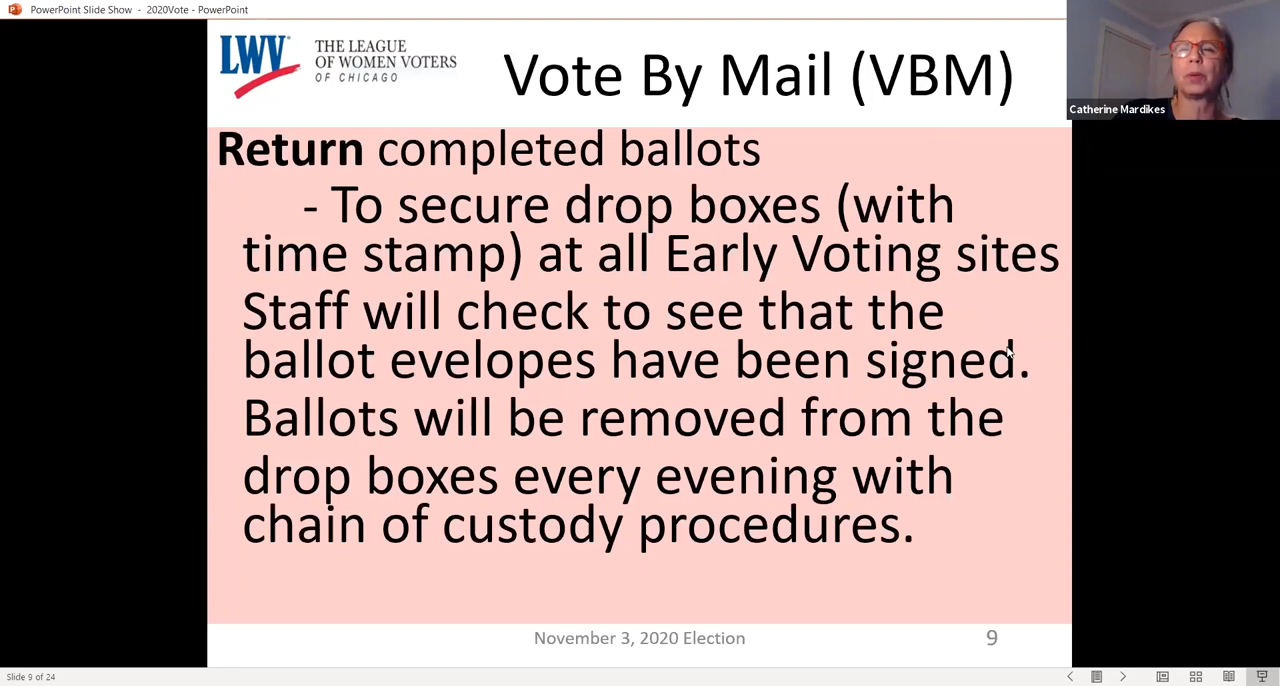 PowerPoint Slide Show - 2020Vote - PowerPoint
LWV
THE LEAGUE
OF WOMEN VOTERS
OF CHICAGO
Vote By Mail (VBM)
Catherine Mardikes
Return completed ballots
- To secure drop boxes (with
time stamp) at all Early Voting sites
Staff will check to see that the
ballot evelopes have been signed.
Ballots will be removed from the
drop boxes every evening with
chain of custody procedures.
November 3, 2020 Election
9
Slide 9 of 24